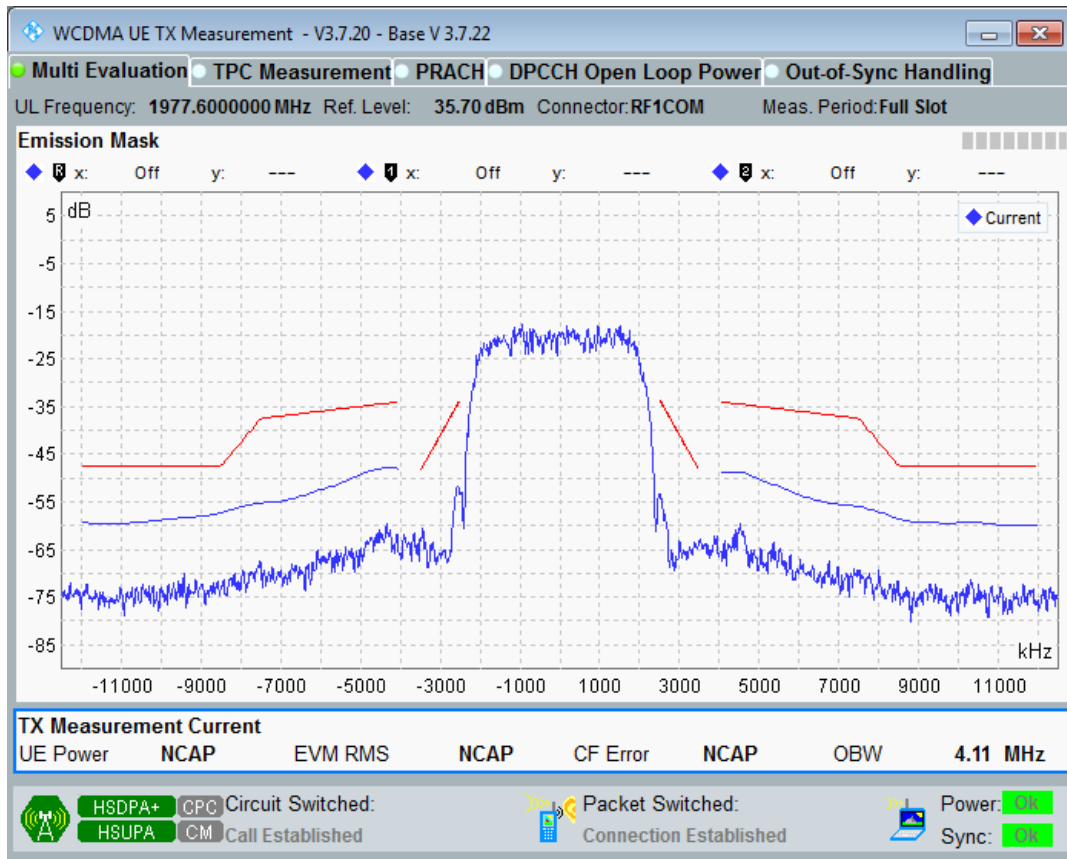 WCDMA UE TX Measurement - V3.7.20 - Base V 3.7.22
Multi Evaluation TPC Measurement PRACH DPCCH Open Loop Power Out-of-Sync Handling
UL Frequency: 1977.6000000 MHz Ref. Level: 35.70 dBm Connector:RF1COM Meas. Period:Full Slot
Emission Mask
R x: Off y: --- 1 x: Off y: --- 2 x: Off y: ---
dB
Current
5
-5
-15
-25
-35
-45
-55
-65
-75
-85
kHz
-11000 -9000 -7000 -5000 -3000 -1000 1000 3000 5000 7000 9000 11000
TX Measurement Current
UE Power NCAP EVM RMS NCAP CF Error NCAP OBW 4.11 MHz
HSDPA+ CPC Circuit Switched: Packet Switched: Power: Ok
HSUPA CM Call Established Connection Established Sync: Ok